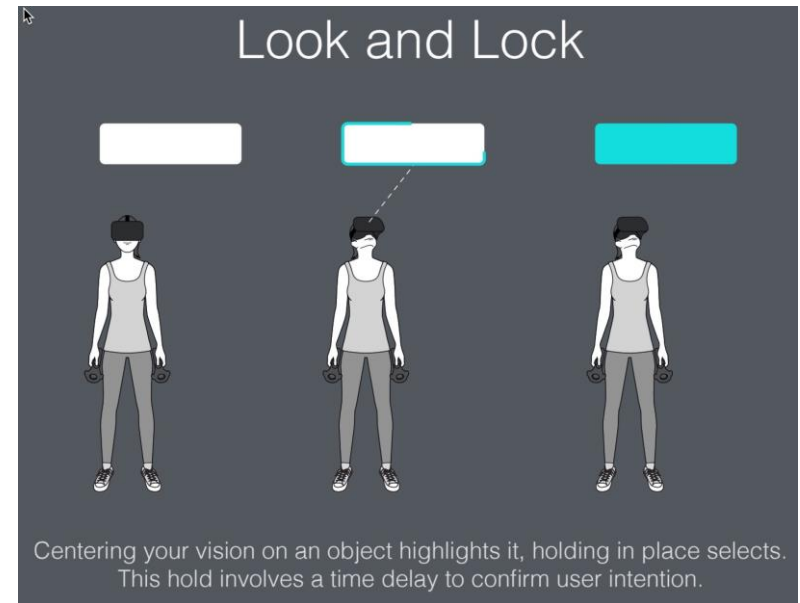 Look and Lock
Centering your vision on an object highlights it, holding in place selects.
This hold involves a time delay to confirm user intention.